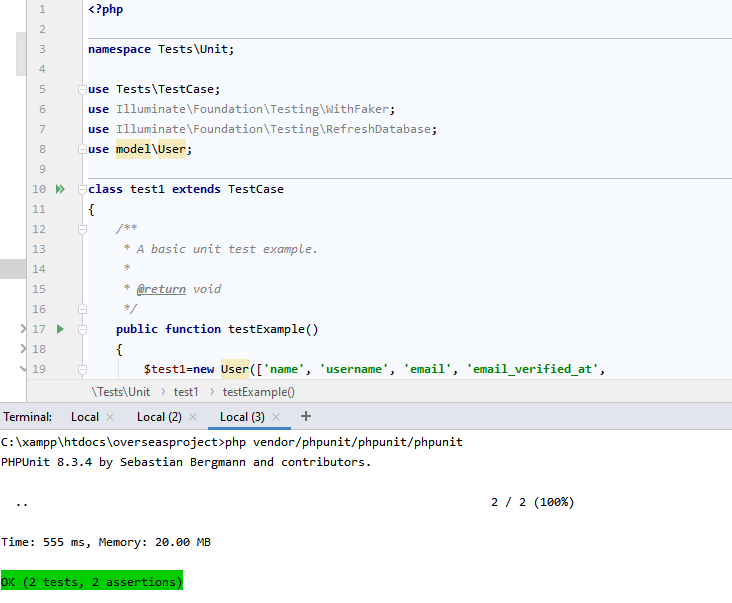 1 <?php
2
3 namespace Tests\Unit;
4
5 use Tests\TestCase;
6 use Illuminate\Foundation\Testing\WithFaker;
7 use Illuminate\Foundation\Testing\RefreshDatabase;
8 use model\User;
9
10 class test1 extends TestCase
11 {
12 /**
13 * A basic unit test example.
14 *
15 * @return void
16 */
17 public function testExample()
18 {
19 $test1=new User(['name', 'username', 'email', 'email_verified_at',
\Tests\Unit › test1 › testExample()
Terminal: Local × Local (2) × Local (3) × +
C:\xampp\htdocs\overseasproject>php vendor/phpunit/phpunit/phpunit
PHPUnit 8.3.4 by Sebastian Bergmann and contributors.
.. 2 / 2 (100%)
Time: 555 ms, Memory: 20.00 MB
OK (2 tests, 2 assertions)